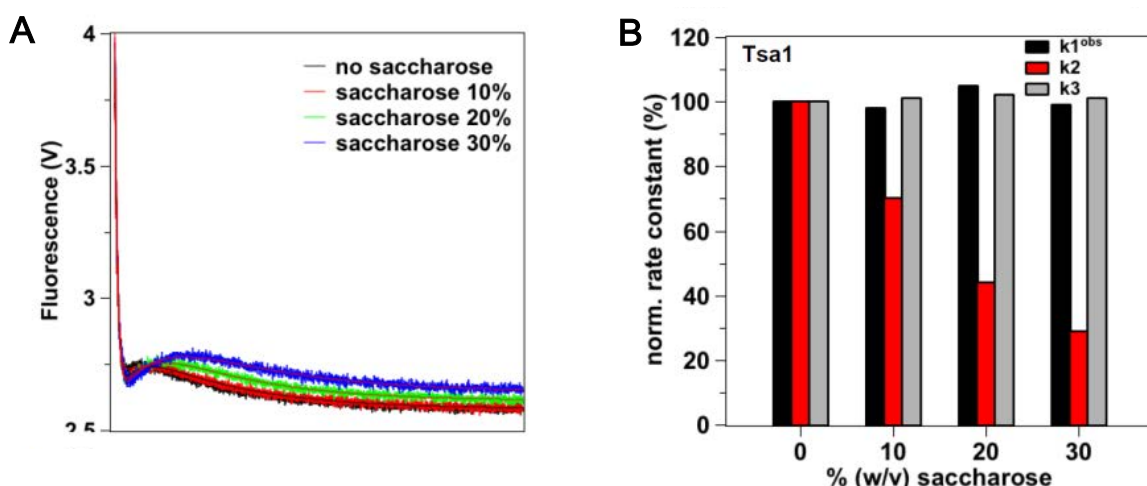 A
4
no saccharose
saccharose 10%
saccharose 20%
saccharose 30%
3.5
3
2.5
Fluorescence (V)
B
Tsa1
k1obs
k2
k3
120
100
80
60
40
20
0
norm. rate constant (%)
0 10 20 30
% (w/v) saccharose